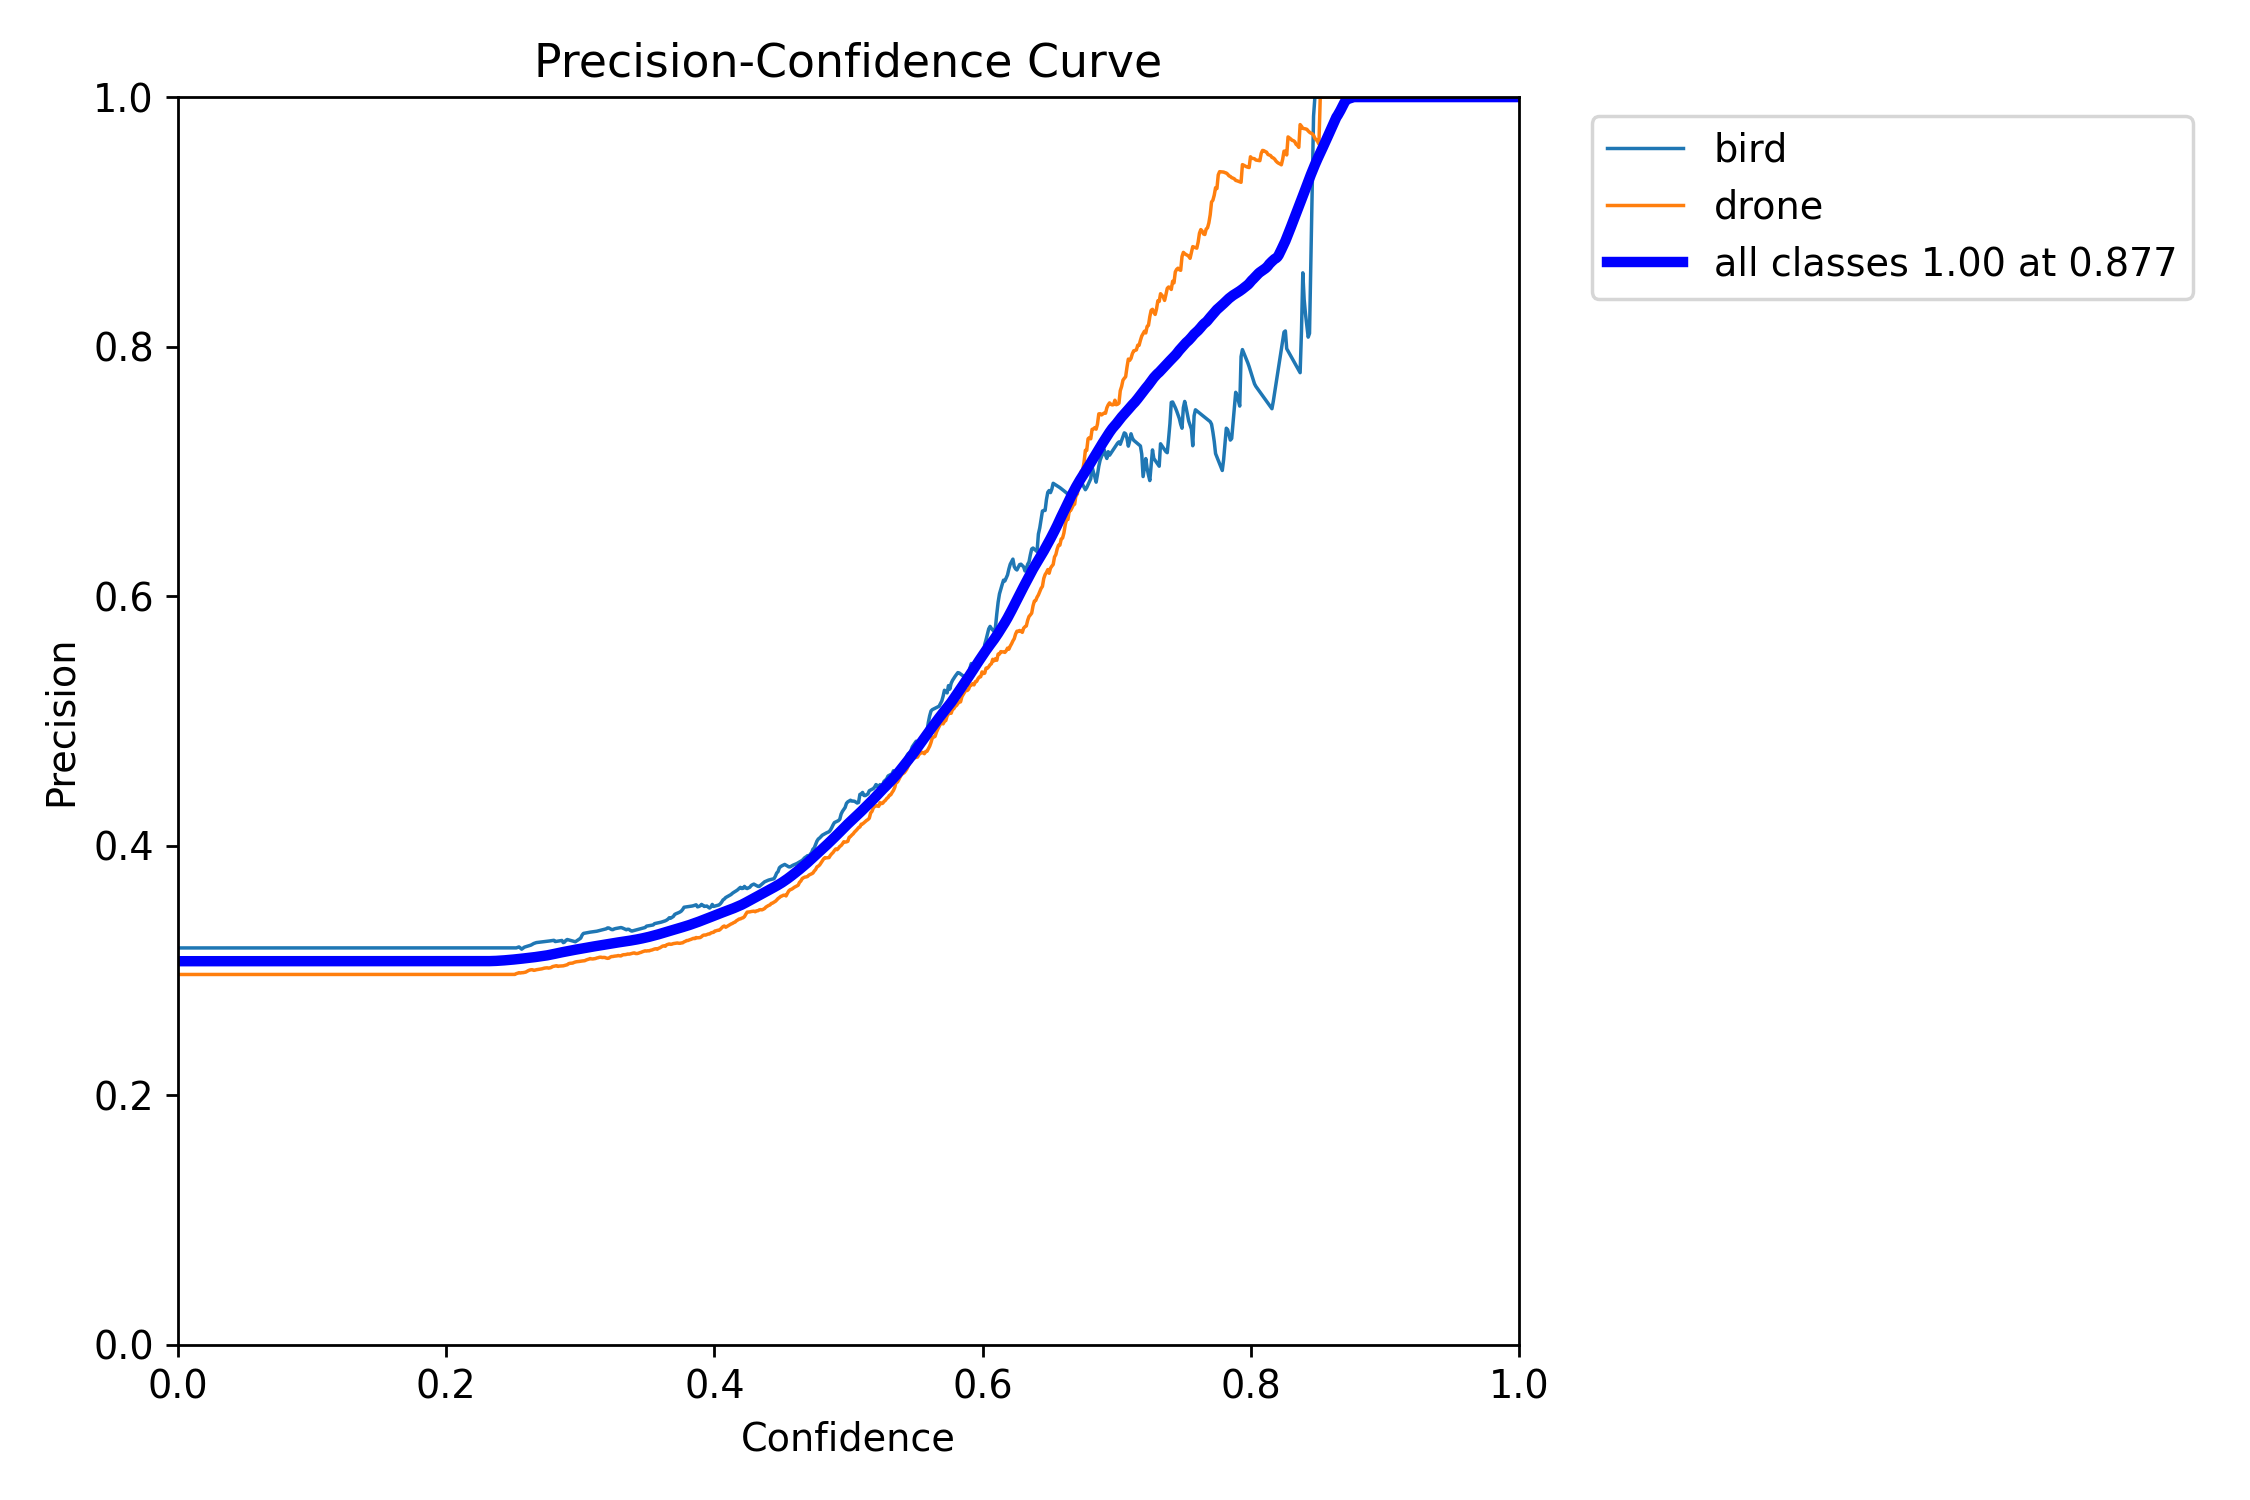 Precision-Confidence Curve
1.0
0.8
0.6
0.4
0.2
0.0
Precision
0.0 0.2 0.4 0.6 0.8 1.0
Confidence
bird
drone
all classes 1.00 at 0.877